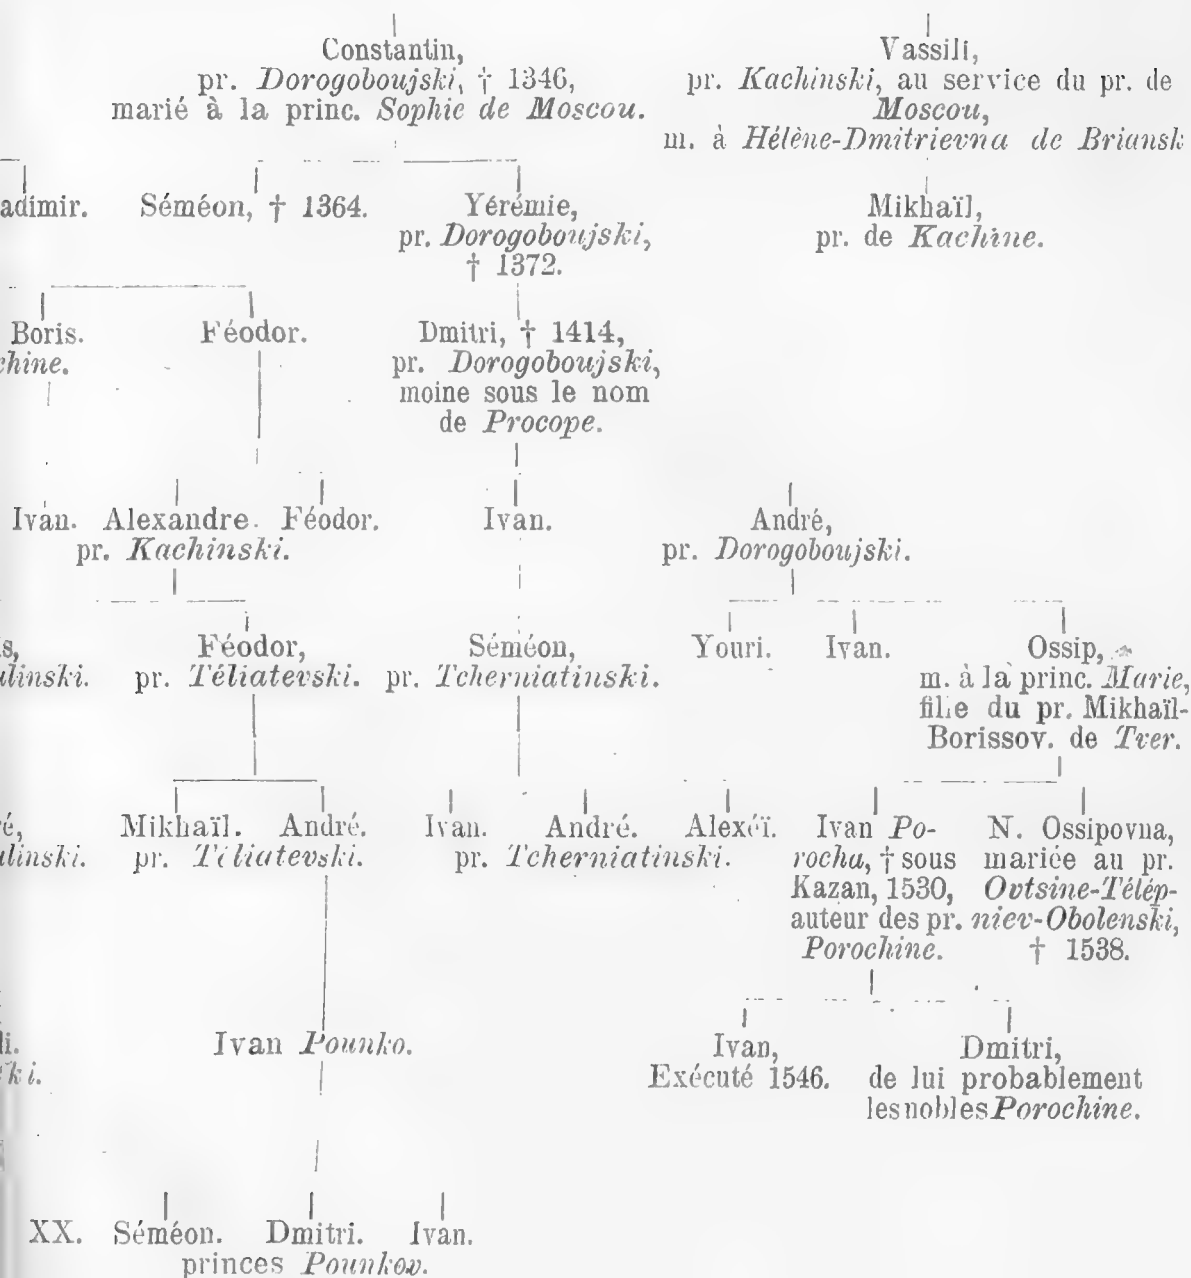 Constantin,
pr. Dorogoboujski, † 1346,
marié à la princ. Sophie de Moscou.
Vassili,
pr. Kachinski, au service du pr. de
Moscou,
m. à Hélène-Dmitrievna de Briansk
adimir. Séméon, † 1364. Yérémie,
pr. Dorogoboujski,
† 1372.
Mikhaïl,
pr. de Kachine.
Boris. Féodor.
chine.
Dmitri, † 1414,
pr. Dorogoboujski,
moine sous le nom
de Procope.
Ivan. Alexandre. Féodor. Ivan.
pr. Kachinski.
André,
pr. Dorogoboujski.
s,
linski.
Féodor,
pr. Téliatevski.
Séméon,
pr. Tcherniatinski.
Youri. Ivan. Ossip,
m. à la princ. Marie,
fille du pr. Mikhaïl-
Borissov. de Tver.
é,
linski.
Mikhaïl. André.
pr. Téliatevski.
Ivan. André. Alexéï.
pr. Tcherniatinski.
Ivan Po-
rocha, † sous
Kazan, 1530,
auteur des pr.
Porochine.
N. Ossipovna,
mariée au pr.
Ovtsine-Télép-
niev-Obolenski,
† 1538.
i.
ki.
Ivan Pounko.
Ivan,
Exécuté 1546.
Dmitri,
de lui probablement
les nobles Porochine.
XX. Séméon. Dmitri. Ivan.
princes Pounkov.